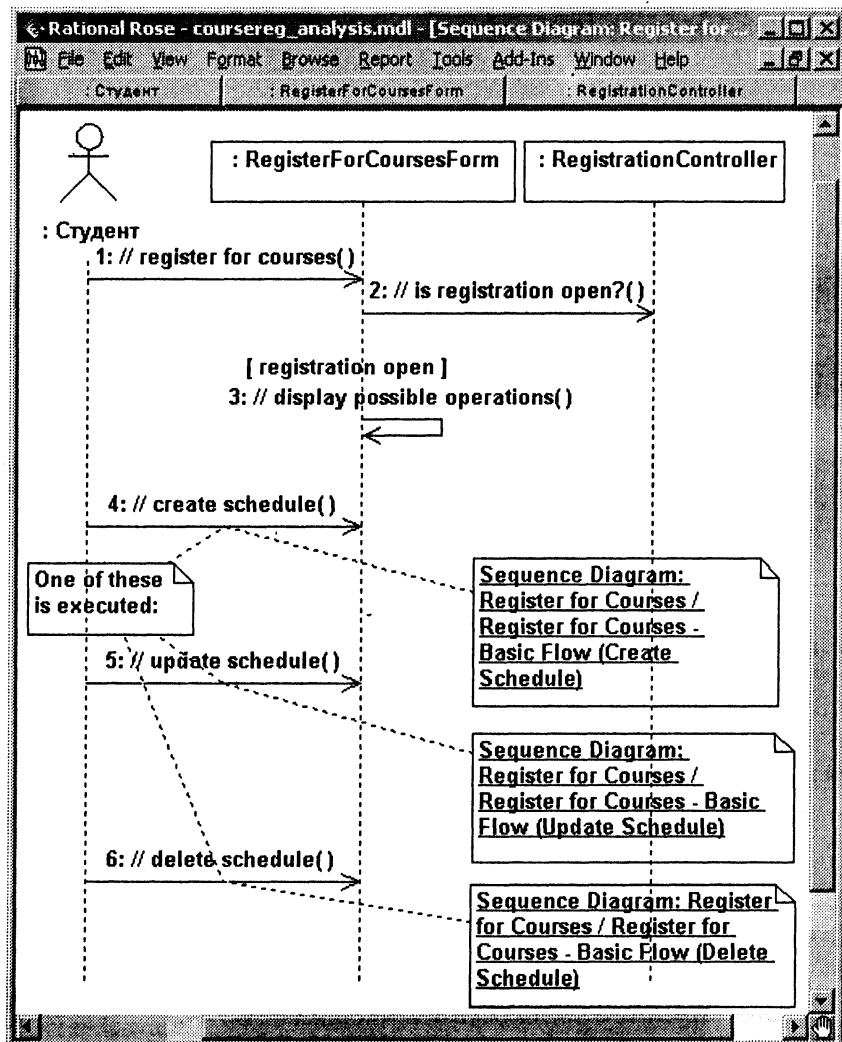 Rational Rose - coursereg_analysis.mdl - [Sequence Diagram: Register for ...
File Edit View Format Browse Report Tools Add-Ins Window Help
: Студент : RegisterForCoursesForm : RegistrationController
: RegisterForCoursesForm
: RegistrationController
: Студент
1: // register for courses( )
2: // is registration open?( )
[ registration open ]
3: // display possible operations( )
4: // create schedule( )
One of these
is executed:
Sequence Diagram:
Register for Courses /
Register for Courses -
Basic Flow (Create
Schedule)
5: // update schedule( )
Sequence Diagram:
Register for Courses /
Register for Courses - Basic
Flow (Update Schedule)
6: // delete schedule( )
Sequence Diagram: Register
for Courses / Register for
Courses - Basic Flow (Delete
Schedule)